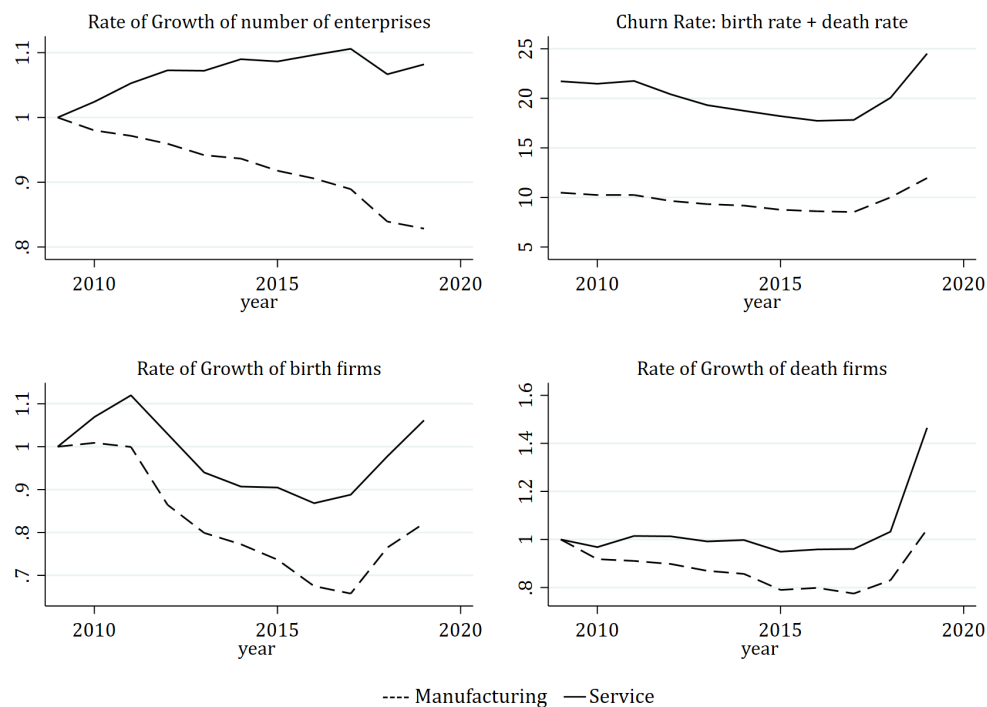 Rate of Growth of number of enterprises
1.1
1
.9
.8
2010 2015 2020
year
Churn Rate: birth rate + death rate
25
20
15
10
5
2010 2015 2020
year
Rate of Growth of birth firms
1.1
1
.9
.8
.7
2010 2015 2020
year
Rate of Growth of death firms
1.6
1.4
1.2
1
.8
2010 2015 2020
year
Manufacturing Service